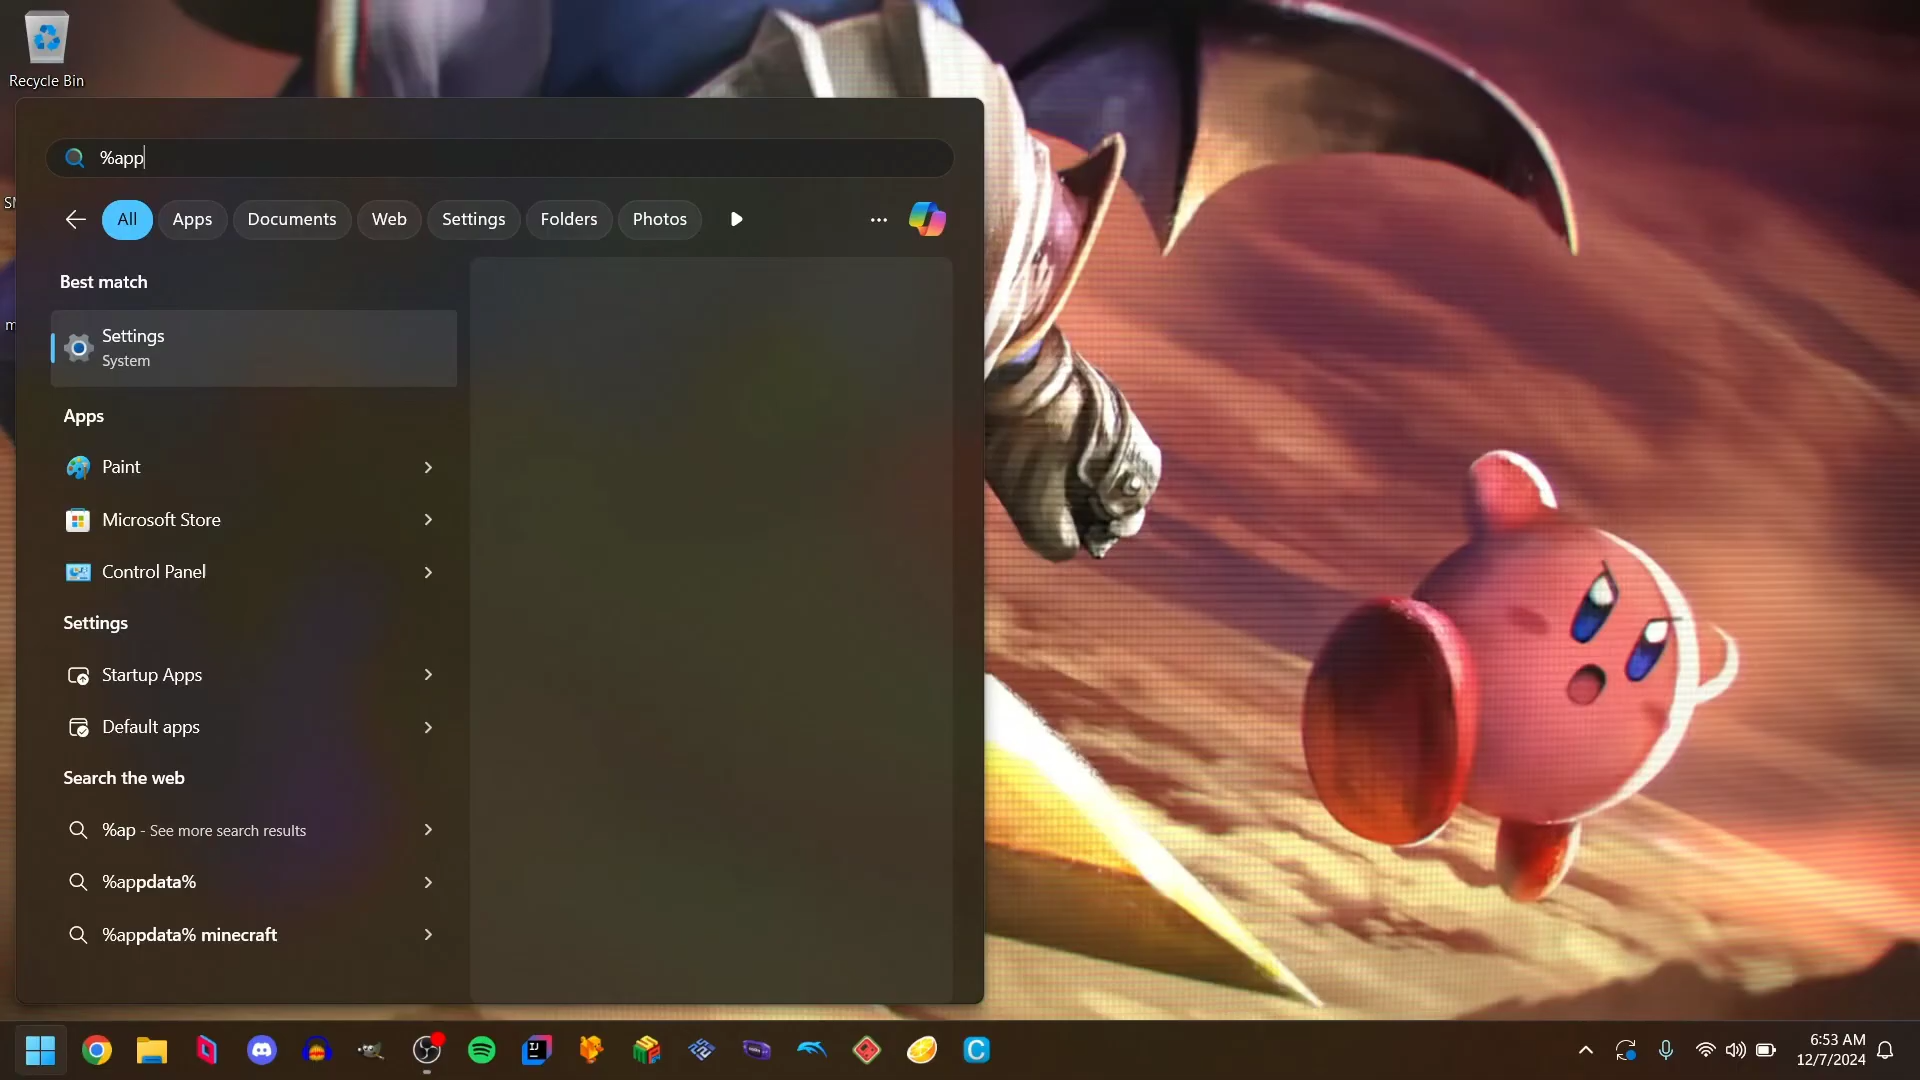 Recycle Bin
%app
All
Apps
Documents
Web
Settings
Folders
Photos
Best match
Settings
System
Apps
Paint
Microsoft Store
Control Panel
Settings
Startup Apps
Default apps
Search the web
%ap - See more search results
%appdata%
%appdata% minecraft
6:53 AM
12/7/2024